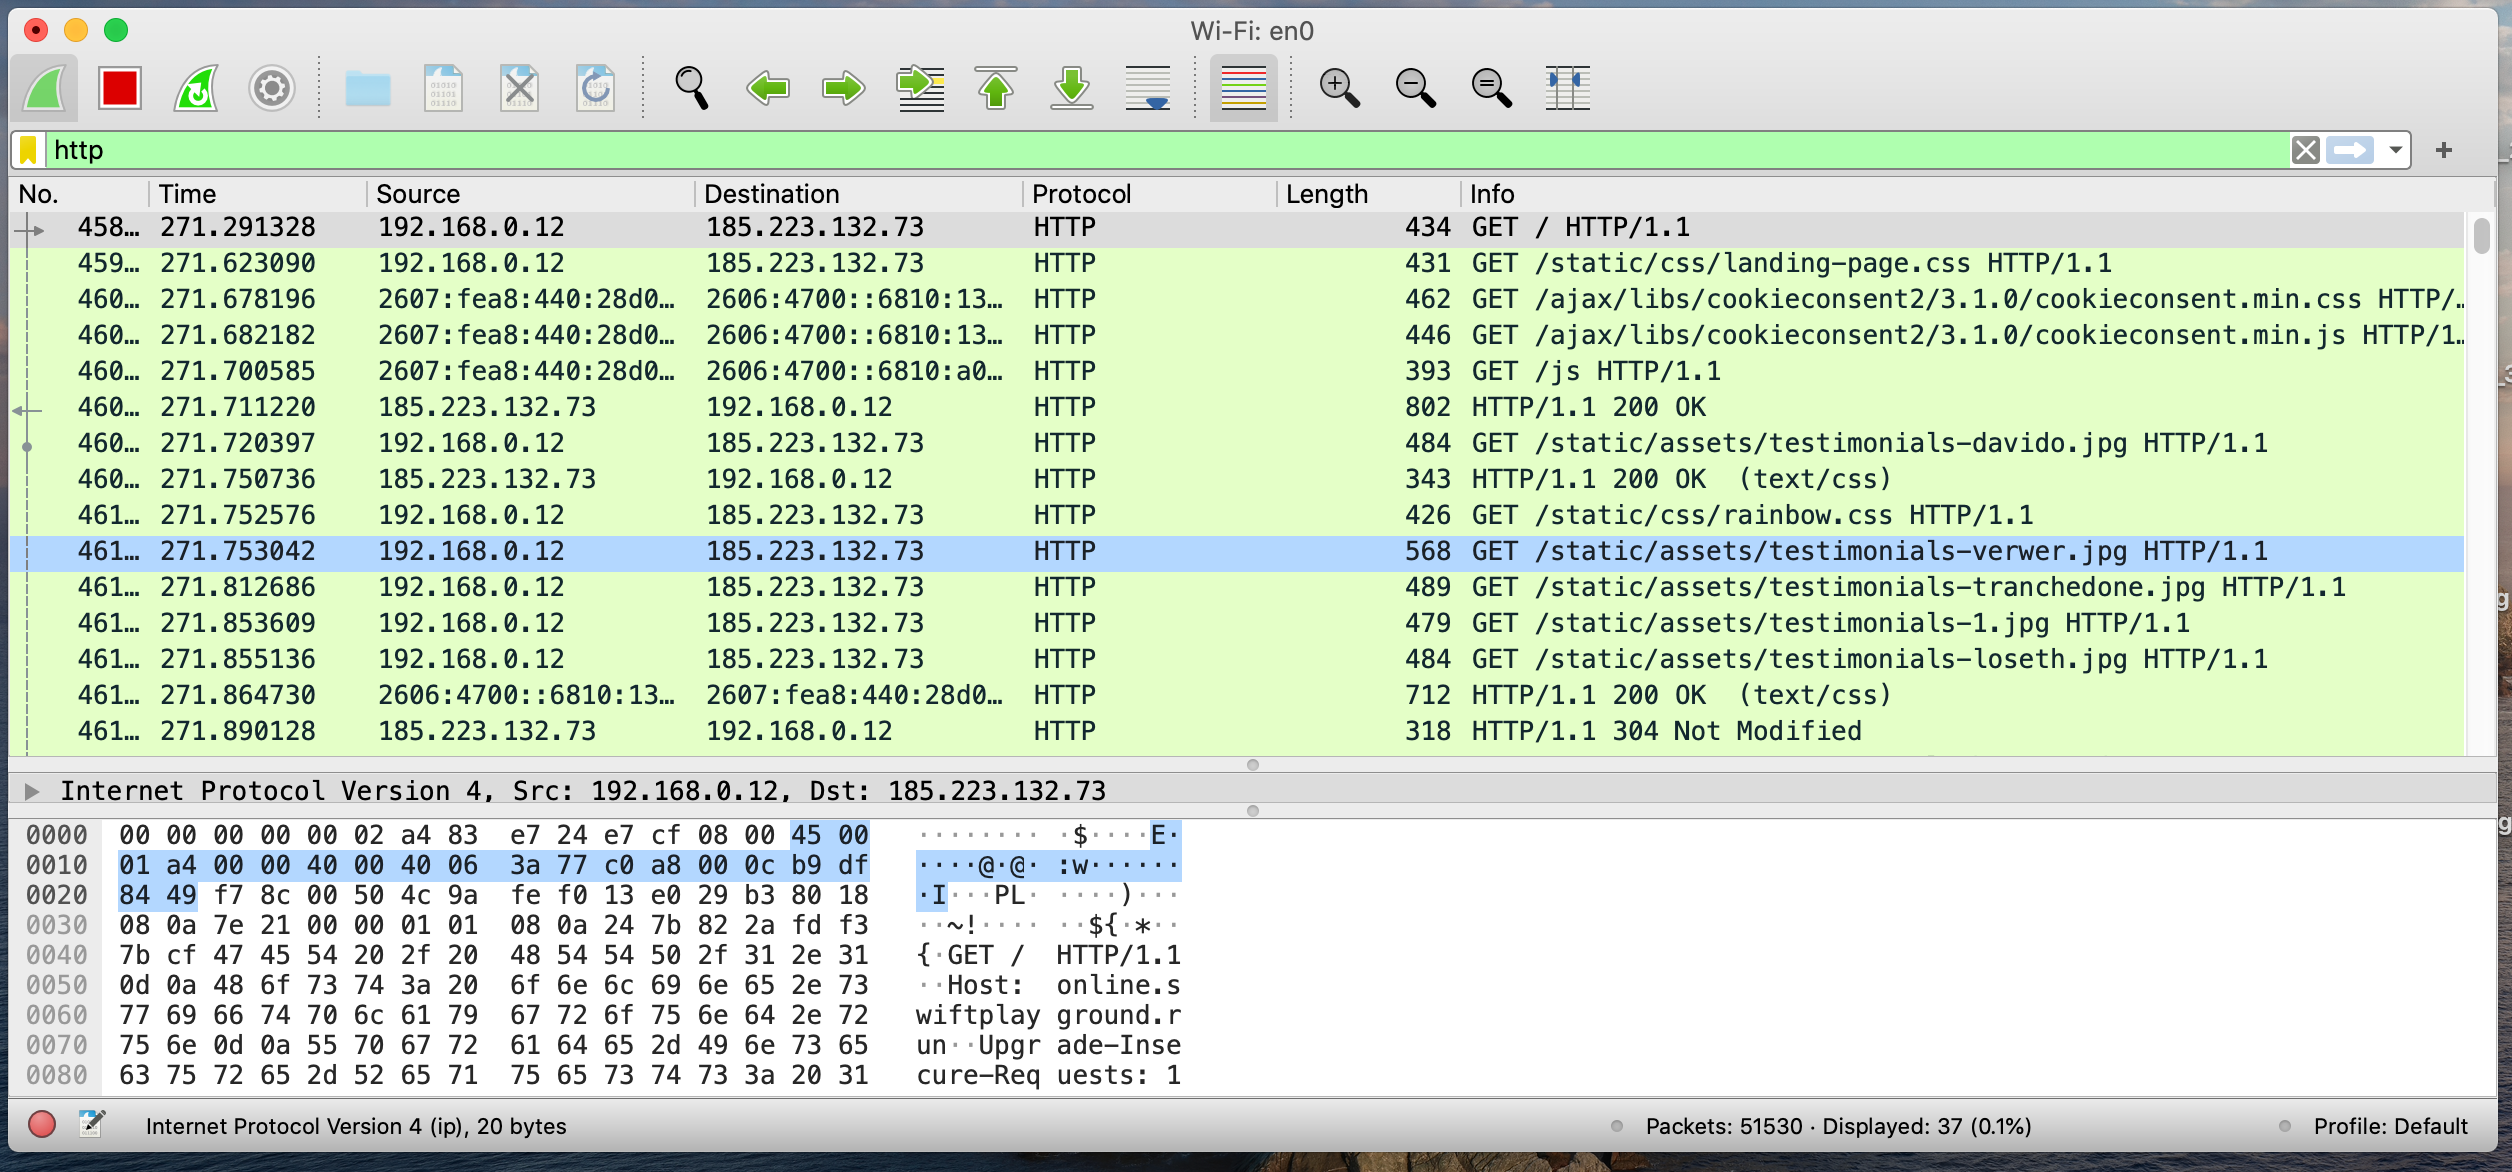 Wi-Fi: en0
http
No. Time Source Destination Protocol Length Info
458… 271.291328 192.168.0.12 185.223.132.73 HTTP 434 GET / HTTP/1.1
459… 271.623090 192.168.0.12 185.223.132.73 HTTP 431 GET /static/css/landing-page.css HTTP/1.1
460… 271.678196 2607:fea8:440:28d0… 2606:4700::6810:13… HTTP 462 GET /ajax/libs/cookieconsent2/3.1.0/cookieconsent.min.css HTTP/…
460… 271.682182 2607:fea8:440:28d0… 2606:4700::6810:13… HTTP 446 GET /ajax/libs/cookieconsent2/3.1.0/cookieconsent.min.js HTTP/1…
460… 271.700585 2607:fea8:440:28d0… 2606:4700::6810:a0… HTTP 393 GET /js HTTP/1.1
460… 271.711220 185.223.132.73 192.168.0.12 HTTP 802 HTTP/1.1 200 OK
460… 271.720397 192.168.0.12 185.223.132.73 HTTP 484 GET /static/assets/testimonials-davido.jpg HTTP/1.1
460… 271.750736 185.223.132.73 192.168.0.12 HTTP 343 HTTP/1.1 200 OK (text/css)
461… 271.752576 192.168.0.12 185.223.132.73 HTTP 426 GET /static/css/rainbow.css HTTP/1.1
461… 271.753042 192.168.0.12 185.223.132.73 HTTP 568 GET /static/assets/testimonials-verwer.jpg HTTP/1.1
461… 271.812686 192.168.0.12 185.223.132.73 HTTP 489 GET /static/assets/testimonials-tranchedone.jpg HTTP/1.1
461… 271.853609 192.168.0.12 185.223.132.73 HTTP 479 GET /static/assets/testimonials-1.jpg HTTP/1.1
461… 271.855136 192.168.0.12 185.223.132.73 HTTP 484 GET /static/assets/testimonials-loseth.jpg HTTP/1.1
461… 271.864730 2606:4700::6810:13… 2607:fea8:440:28d0… HTTP 712 HTTP/1.1 200 OK (text/css)
461… 271.890128 185.223.132.73 192.168.0.12 HTTP 318 HTTP/1.1 304 Not Modified
Internet Protocol Version 4, Src: 192.168.0.12, Dst: 185.223.132.73
0000 00 00 00 00 00 02 a4 83 e7 24 e7 cf 08 00 45 00 ········ ·$····E·
0010 01 a4 00 00 40 00 40 06 3a 77 c0 a8 00 0c b9 df ····@·@· :w······
0020 84 49 f7 8c 00 50 4c 9a fe f0 13 e0 29 b3 80 18 ·I···PL· ····)···
0030 08 0a 7e 21 00 00 01 01 08 0a 24 7b 82 2a fd f3 ··~!···· ··${·*··
0040 7b cf 47 45 54 20 2f 20 48 54 54 50 2f 31 2e 31 {·GET / HTTP/1.1
0050 0d 0a 48 6f 73 74 3a 20 6f 6e 6c 69 6e 65 2e 73 ··Host: online.s
0060 77 69 66 74 70 6c 61 79 67 72 6f 75 6e 64 2e 72 wiftplay ground.r
0070 75 6e 0d 0a 55 70 67 72 61 64 65 2d 49 6e 73 65 un··Upgr ade-Inse
0080 63 75 72 65 2d 52 65 71 75 65 73 74 73 3a 20 31 cure-Req uests: 1
Internet Protocol Version 4 (ip), 20 bytes Packets: 51530 · Displayed: 37 (0.1%) Profile: Default